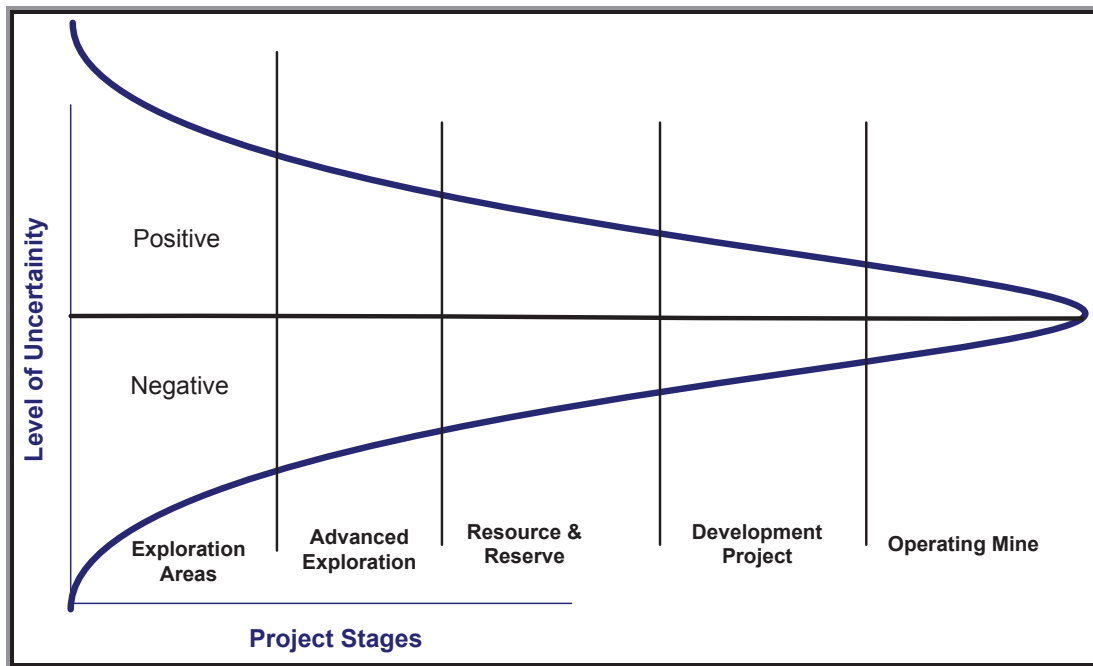 Level of Uncertainity
Positive
Negative
Exploration
Areas
Advanced
Exploration
Resource &
Reserve
Development
Project
Operating Mine
Project Stages